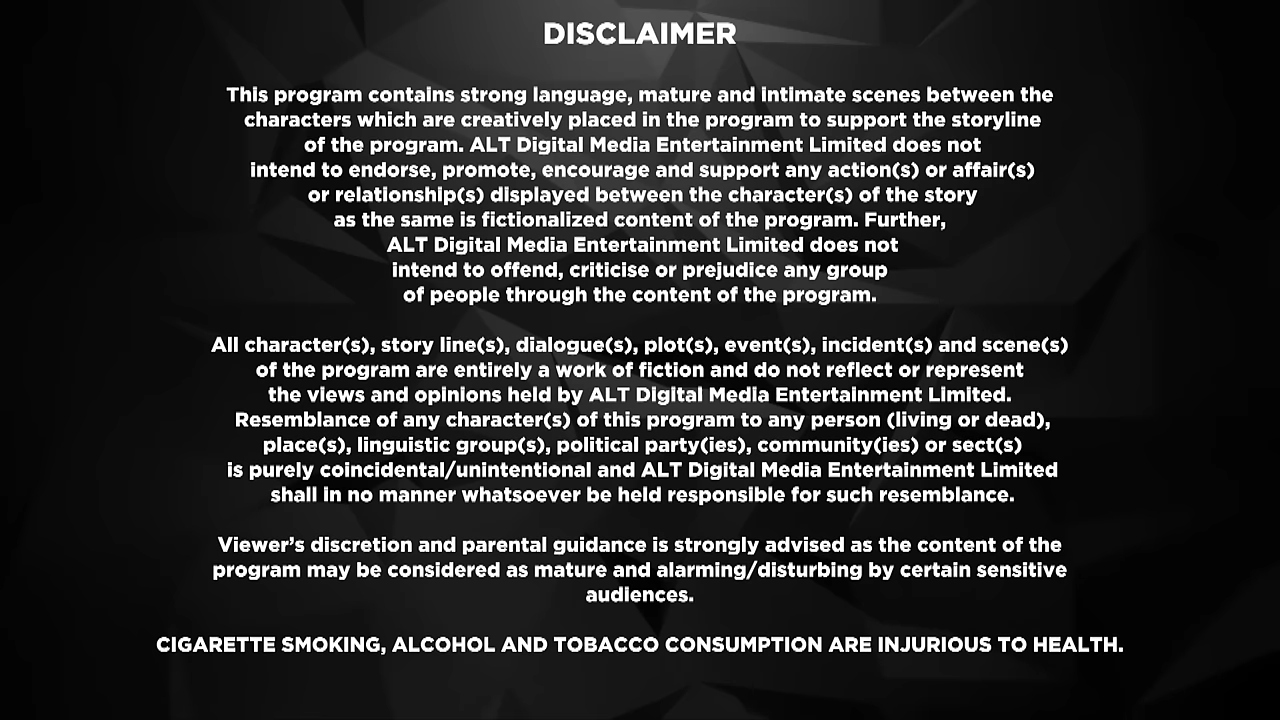 DISCLAIMER
This program contains strong language, mature and intimate scenes between the
characters which are creatively placed in the program to support the storyline
of the program. ALT Digital Media Entertainment Limited does not
intend to endorse, promote, encourage and support any action(s) or affair(s)
or relationship(s) displayed between the character(s) of the story
as the same is fictionalized content of the program. Further,
ALT Digital Media Entertainment Limited does not
intend to offend, criticise or prejudice any group
of people through the content of the program.
All character(s), story line(s), dialogue(s), plot(s), event(s), incident(s) and scene(s)
of the program are entirely a work of fiction and do not reflect or represent
the views and opinions held by ALT Digital Media Entertainment Limited.
Resemblance of any character(s) of this program to any person (living or dead),
place(s), linguistic group(s), political party(ies), community(ies) or sect(s)
is purely coincidental/unintentional and ALT Digital Media Entertainment Limited
shall in no manner whatsoever be held responsible for such resemblance.
Viewer's discretion and parental guidance is strongly advised as the content of the
program may be considered as mature and alarming/disturbing by certain sensitive
audiences.
CIGARETTE SMOKING, ALCOHOL AND TOBACCO CONSUMPTION ARE INJURIOUS TO HEALTH.